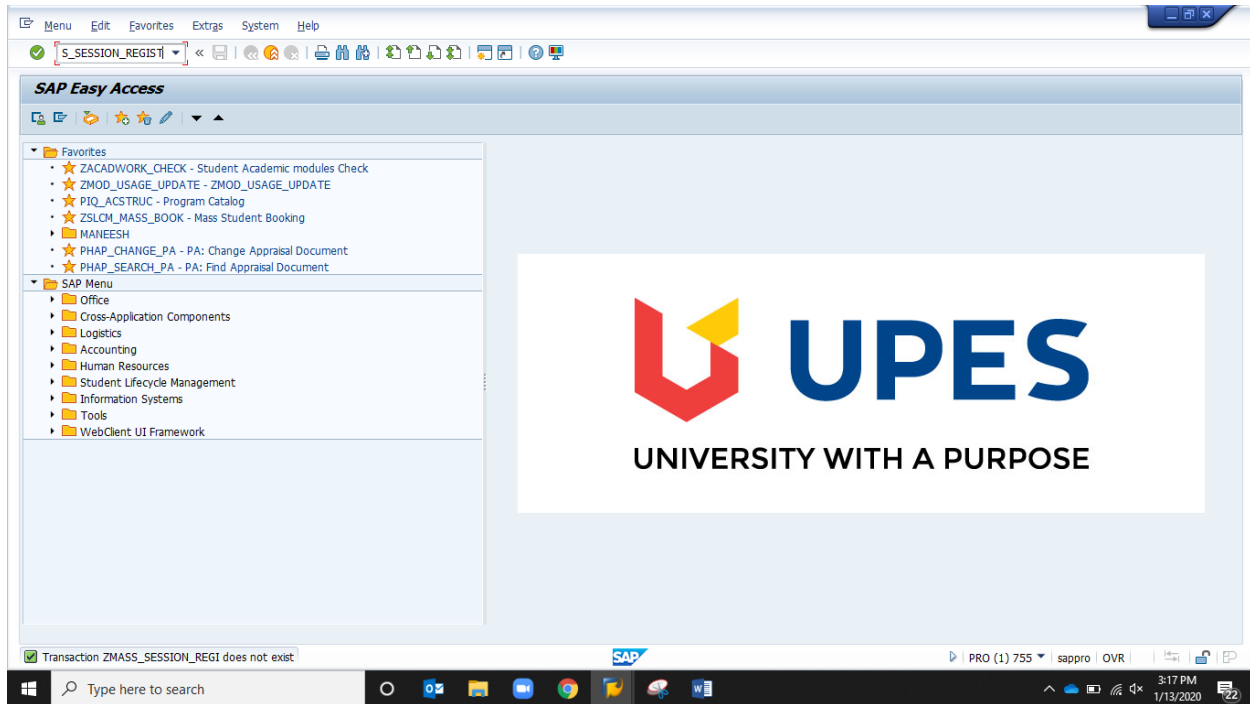 Menu Edit Favorites Extras System Help
S_SESSION_REGIST
SAP Easy Access
Favorites
ZACADWORK_CHECK - Student Academic modules Check
ZMOD_USAGE_UPDATE - ZMOD_USAGE_UPDATE
PIQ_ACSTRUC - Program Catalog
ZSLCM_MASS_BOOK - Mass Student Booking
MANEESH
PHAP_CHANGE_PA - PA: Change Appraisal Document
PHAP_SEARCH_PA - PA: Find Appraisal Document
SAP Menu
Office
Cross-Application Components
Logistics
Accounting
Human Resources
Student Lifecycle Management
Information Systems
Tools
WebClient UI Framework
UPES
UNIVERSITY WITH A PURPOSE
Transaction ZMASS_SESSION_REGI does not exist
SAP
PRO (1) 755 sappro OVR
Type here to search
3:17 PM
1/13/2020
22